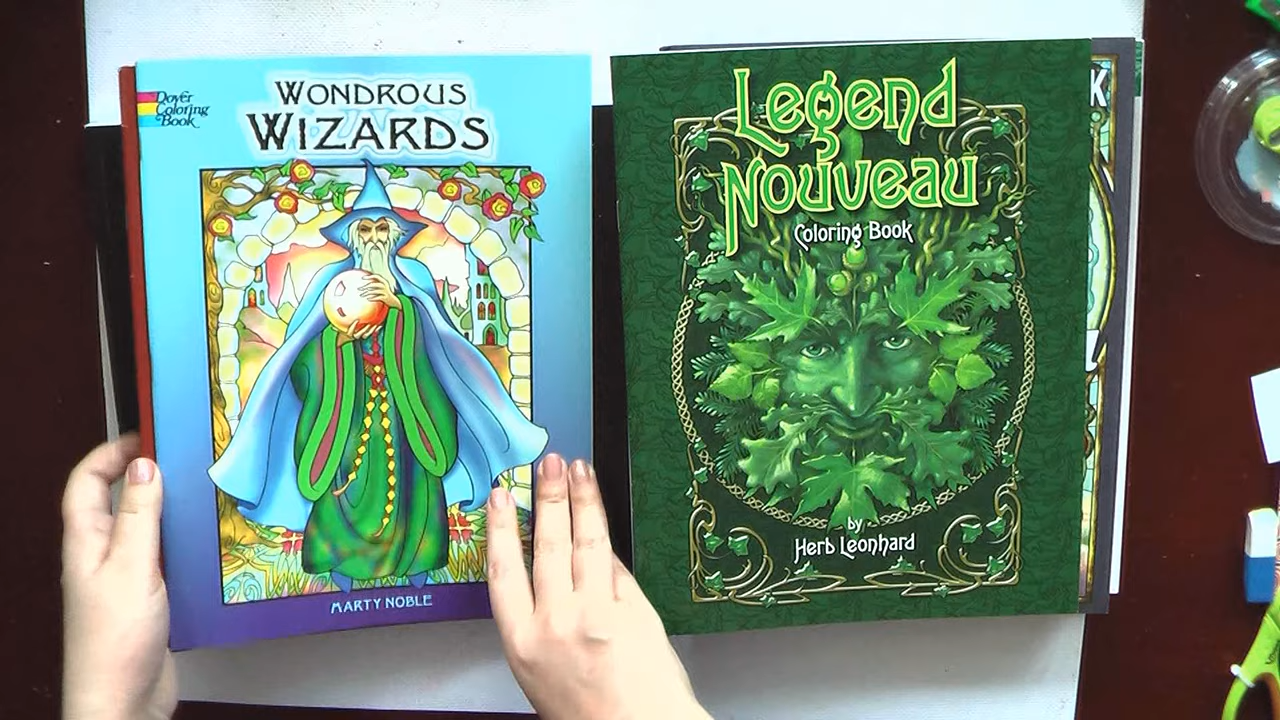 Dover
Coloring
Book
WONDROUS
WIZARDS
MARTY NOBLE
Legend
Nouveau
Coloring Book
by
Herb Leonhard
K